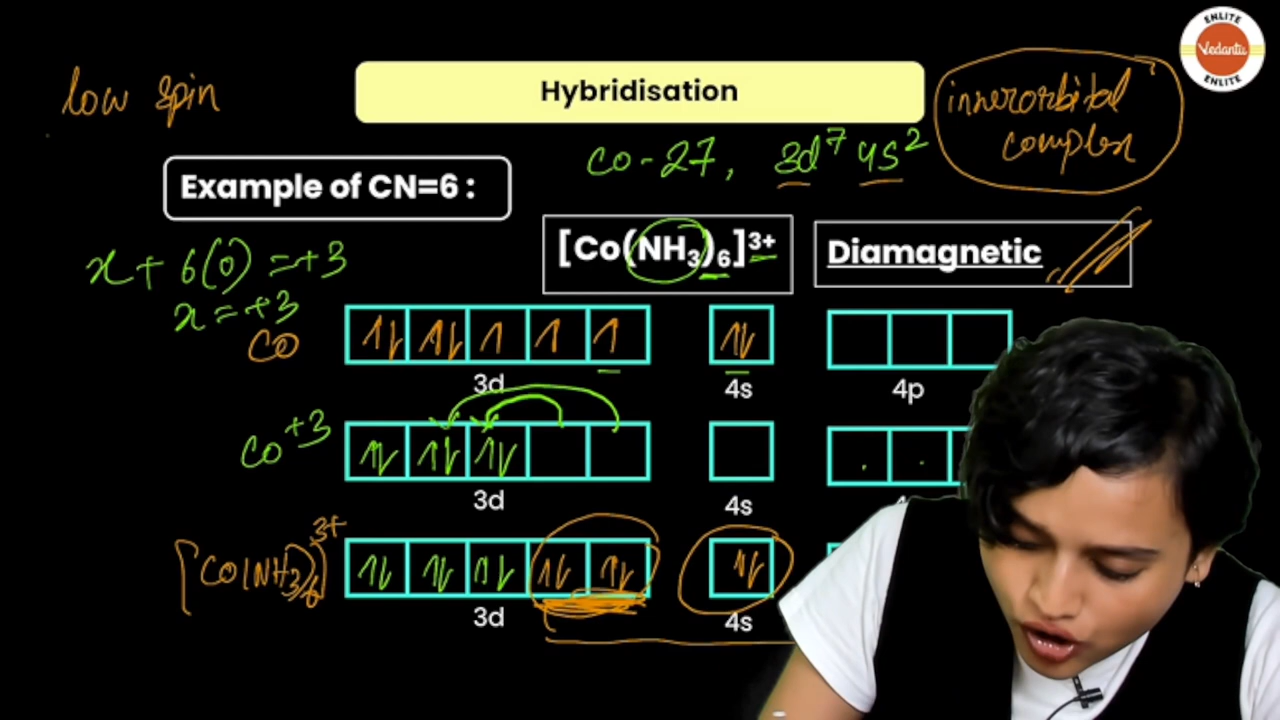 ENLITE
Vedantu
ENLITE
low spin
Hybridisation
innerorbital
complex
Co-27, 3d⁷ 4s²
Example of CN=6 :
[Co(NH₃)₆]³⁺
Diamagnetic
x + 6(0) = +3
x = +3
Co
3d
4s
4p
Co⁺³
3d
4s
[Co(NH₃)₆]³⁺
3d
4s